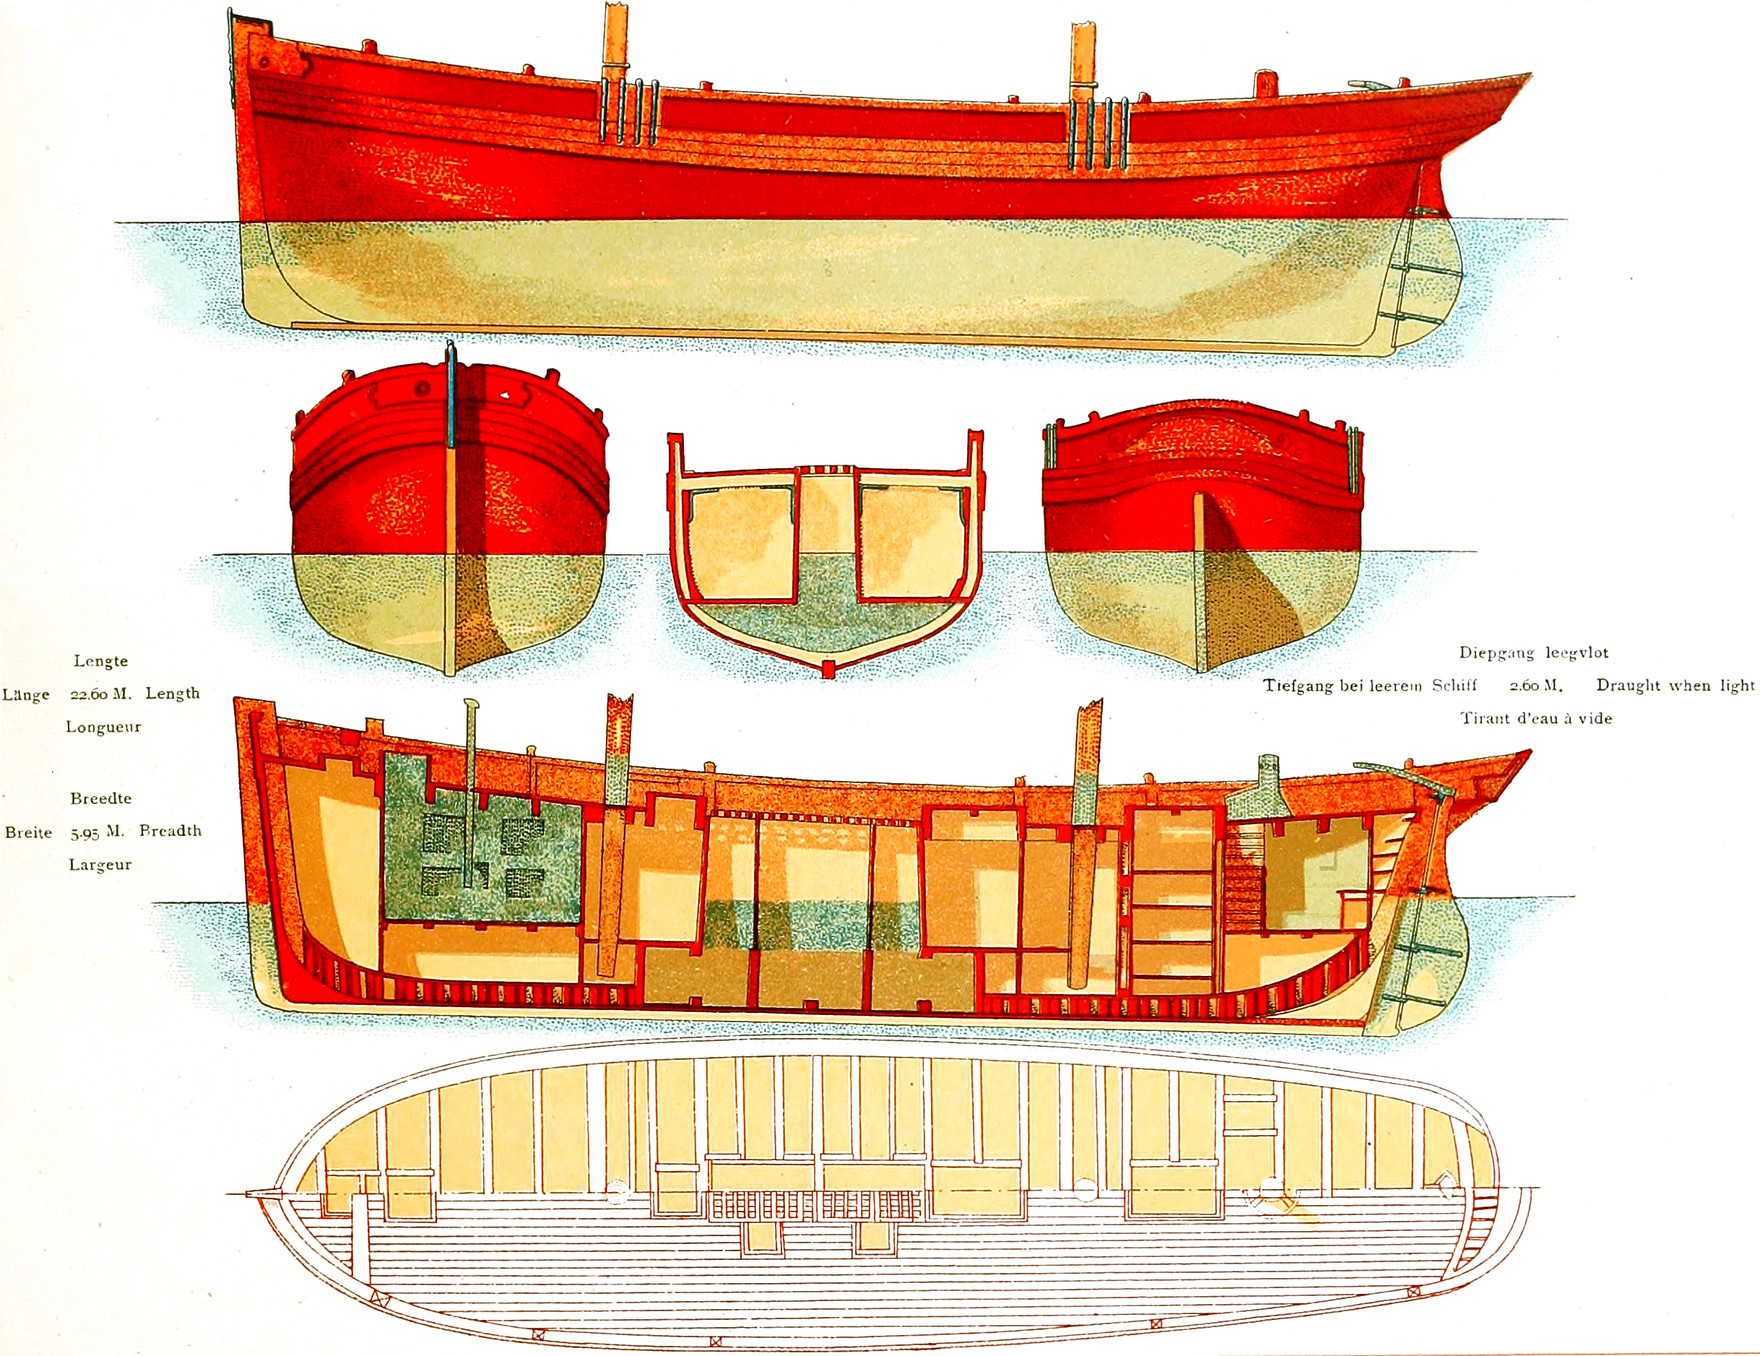 Lengte
Länge 22.60 M. Length
Longueur
Breedte
Breite 5.95 M. Breadth
Largeur
Diepgang leegvlot
Tiefgang bei leerem Schiff 2.60 M. Draught when light
Tirant d'eau à vide